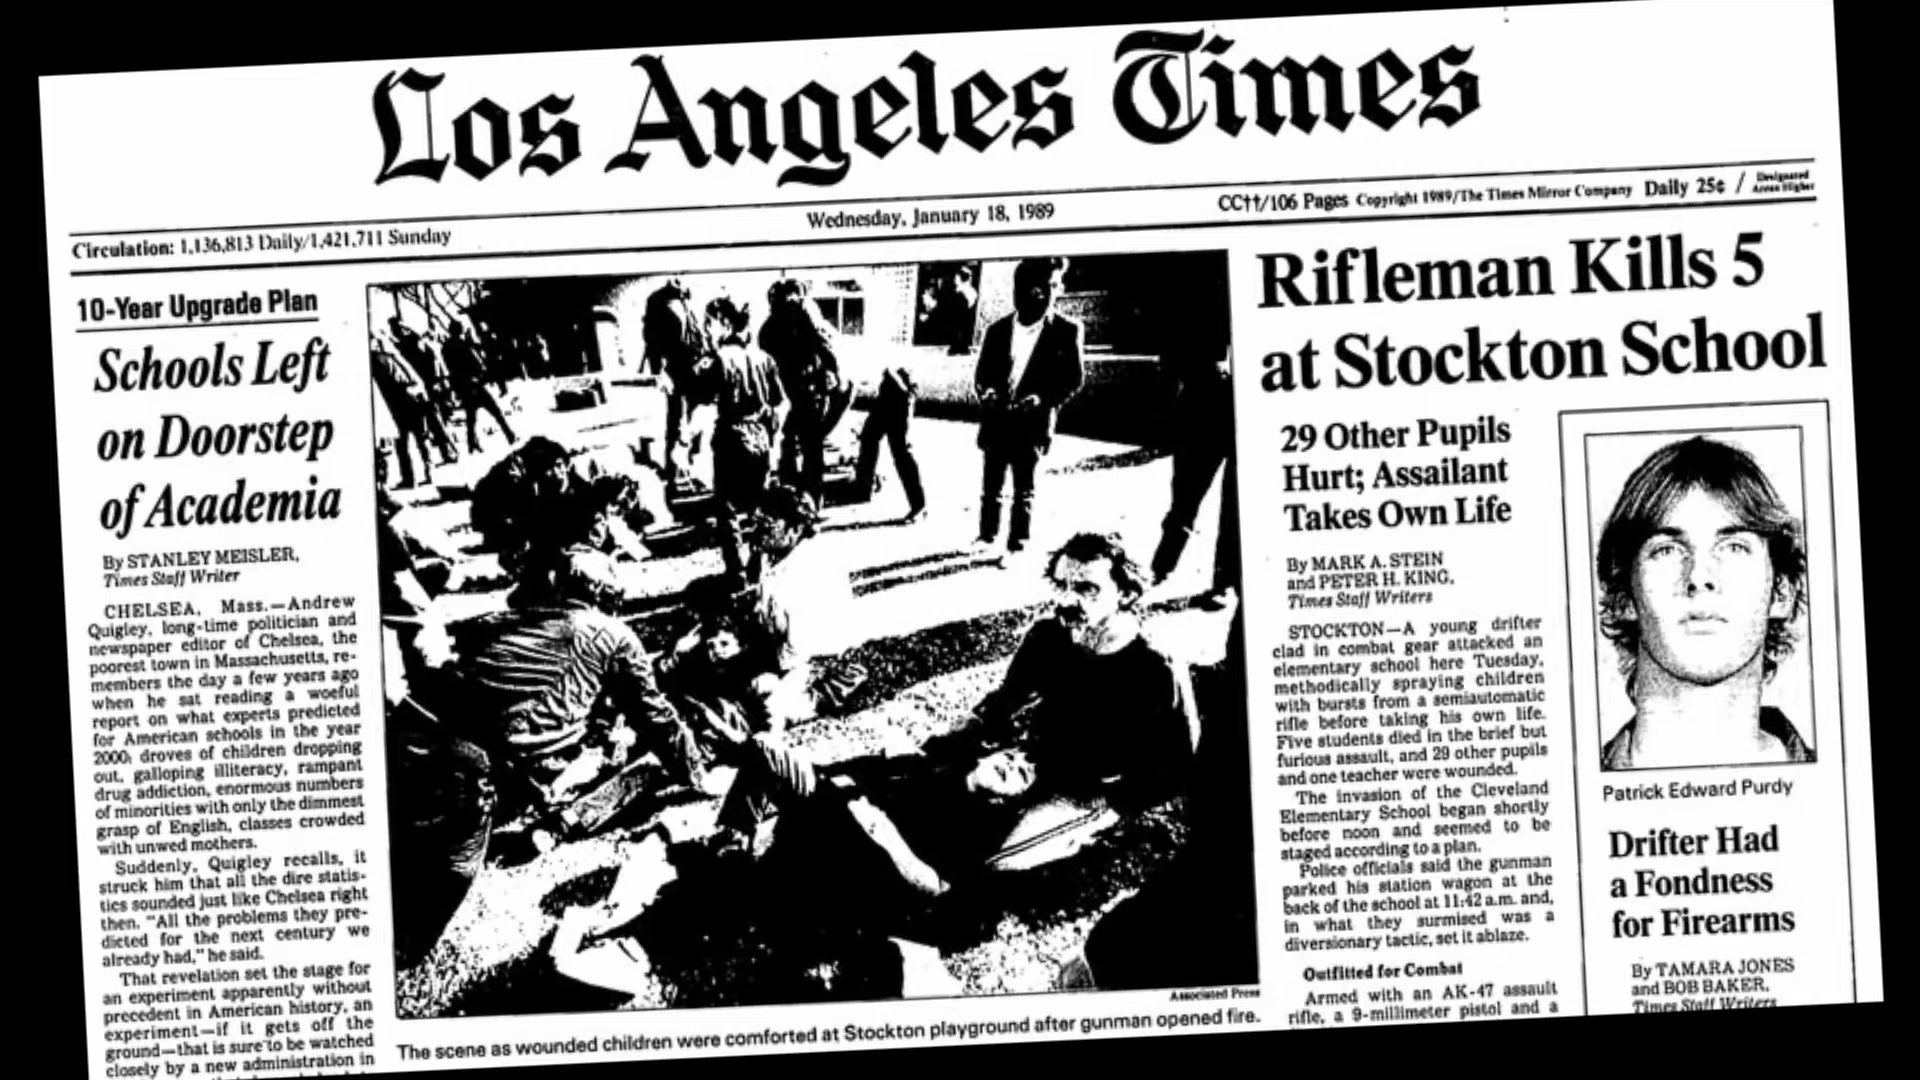 Los Angeles Times
Circulation: 1,136,813 Daily/1,421,711 Sunday
Wednesday, January 18, 1989
CC††/106 Pages Copyright 1989/The Times Mirror Company Daily 25¢ / Designated Areas Higher
10-Year Upgrade Plan
Schools Left
on Doorstep
of Academia
By STANLEY MEISLER,
Times Staff Writer
CHELSEA, Mass.—Andrew
Quigley, long-time politician and
newspaper editor of Chelsea, the
poorest town in Massachusetts, re-
members the day a few years ago
when he sat reading a woeful
report on what experts predicted
for American schools in the year
2000: droves of children dropping
out, galloping illiteracy, rampant
drug addiction, enormous numbers
of minorities with only the dimmest
grasp of English, classes crowded
with unwed mothers.
Suddenly, Quigley recalls, it
struck him that all the dire statis-
tics sounded just like Chelsea right
then. "All the problems they pre-
dicted for the next century we
already had," he said.
That revelation set the stage for
an experiment apparently without
precedent in American history, an
experiment—if it gets off the
ground—that is sure to be watched
closely by a new administration in
Associated Press
The scene as wounded children were comforted at Stockton playground after gunman opened fire.
Rifleman Kills 5
at Stockton School
29 Other Pupils
Hurt; Assailant
Takes Own Life
By MARK A. STEIN
and PETER H. KING,
Times Staff Writers
STOCKTON—A young drifter
clad in combat gear attacked an
elementary school here Tuesday,
methodically spraying children
with bursts from a semiautomatic
rifle before taking his own life.
Five students died in the brief but
furious assault, and 29 other pupils
and one teacher were wounded.
The invasion of the Cleveland
Elementary School began shortly
before noon and seemed to be
staged according to a plan.
Police officials said the gunman
parked his station wagon at the
back of the school at 11:42 a.m. and,
in what they surmised was a
diversionary tactic, set it ablaze.
Outfitted for Combat
Armed with an AK-47 assault
rifle, a 9-millimeter pistol and a
Patrick Edward Purdy
Drifter Had
a Fondness
for Firearms
By TAMARA JONES
and BOB BAKER,
Times Staff Writers